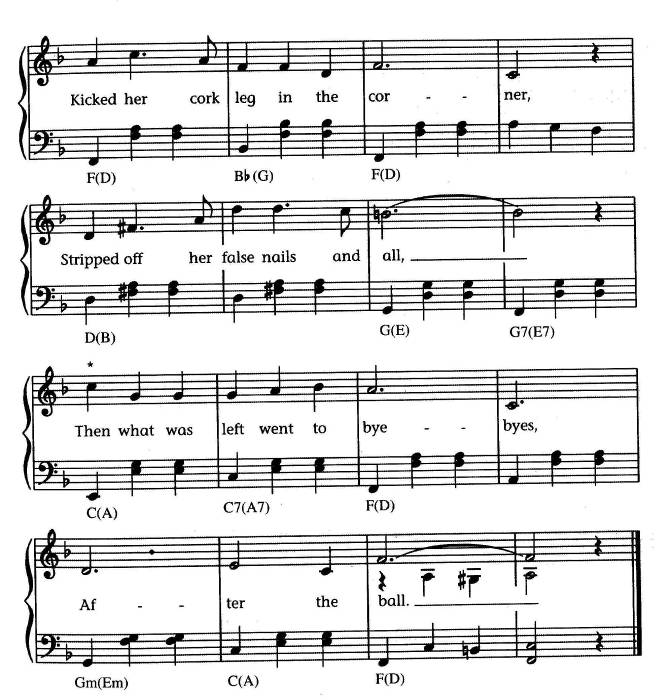 Kicked her cork leg in the cor - - ner,
F(D) B♭(G) F(D)
Stripped off her false nails and all,
D(B) G(E) G7(E7)
*
Then what was left went to bye - - byes,
C(A) C7(A7) F(D)
Af - - ter the ball.
Gm(Em) C(A) F(D)